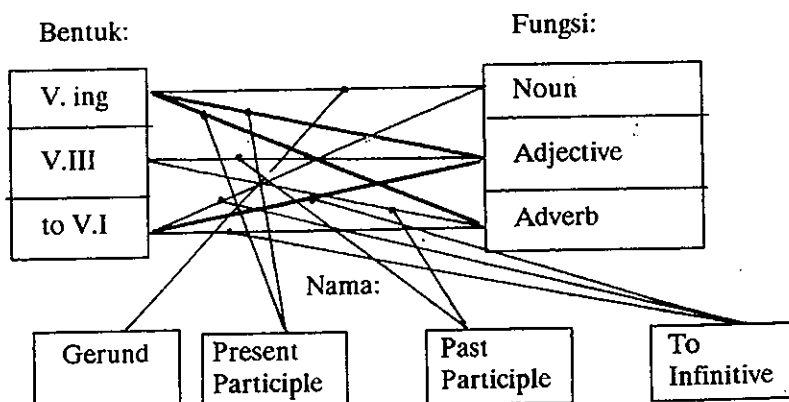 Bentuk:
Fungsi:
V. ing
Noun
V.III
Adjective
to V.I
Adverb
Nama:
Gerund
Present
Participle
Past
Participle
To
Infinitive